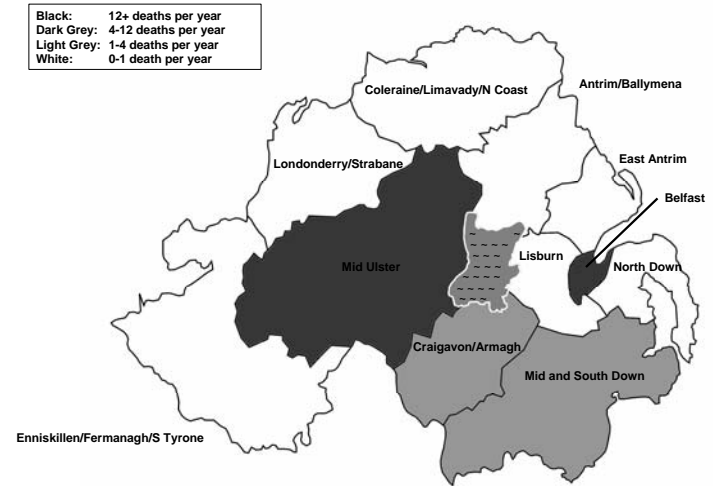 Black: 12+ deaths per year
Dark Grey: 4-12 deaths per year
Light Grey: 1-4 deaths per year
White: 0-1 death per year
Coleraine/Limavady/N Coast
Antrim/Ballymena
Londonderry/Strabane
East Antrim
Belfast
Lisburn
Mid Ulster
North Down
Craigavon/Armagh
Mid and South Down
Enniskillen/Fermanagh/S Tyrone